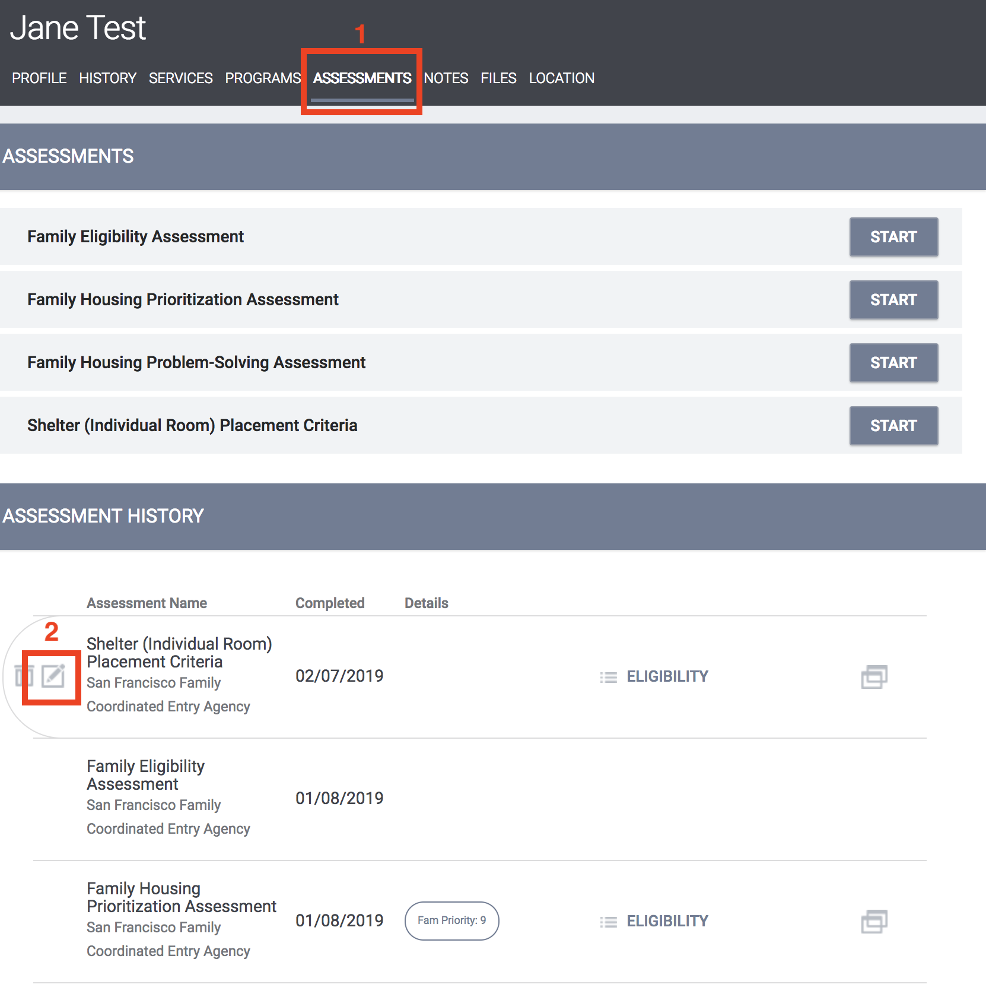 Jane Test
1
PROFILE HISTORY SERVICES PROGRAMS ASSESSMENTS NOTES FILES LOCATION
ASSESSMENTS
Family Eligibility Assessment START
Family Housing Prioritization Assessment START
Family Housing Problem-Solving Assessment START
Shelter (Individual Room) Placement Criteria START
ASSESSMENT HISTORY
Assessment Name Completed Details
2
Shelter (Individual Room)
Placement Criteria
San Francisco Family
Coordinated Entry Agency
02/07/2019
ELIGIBILITY
Family Eligibility
Assessment
San Francisco Family
Coordinated Entry Agency
01/08/2019
Family Housing
Prioritization Assessment
San Francisco Family
Coordinated Entry Agency
01/08/2019
Fam Priority: 9
ELIGIBILITY